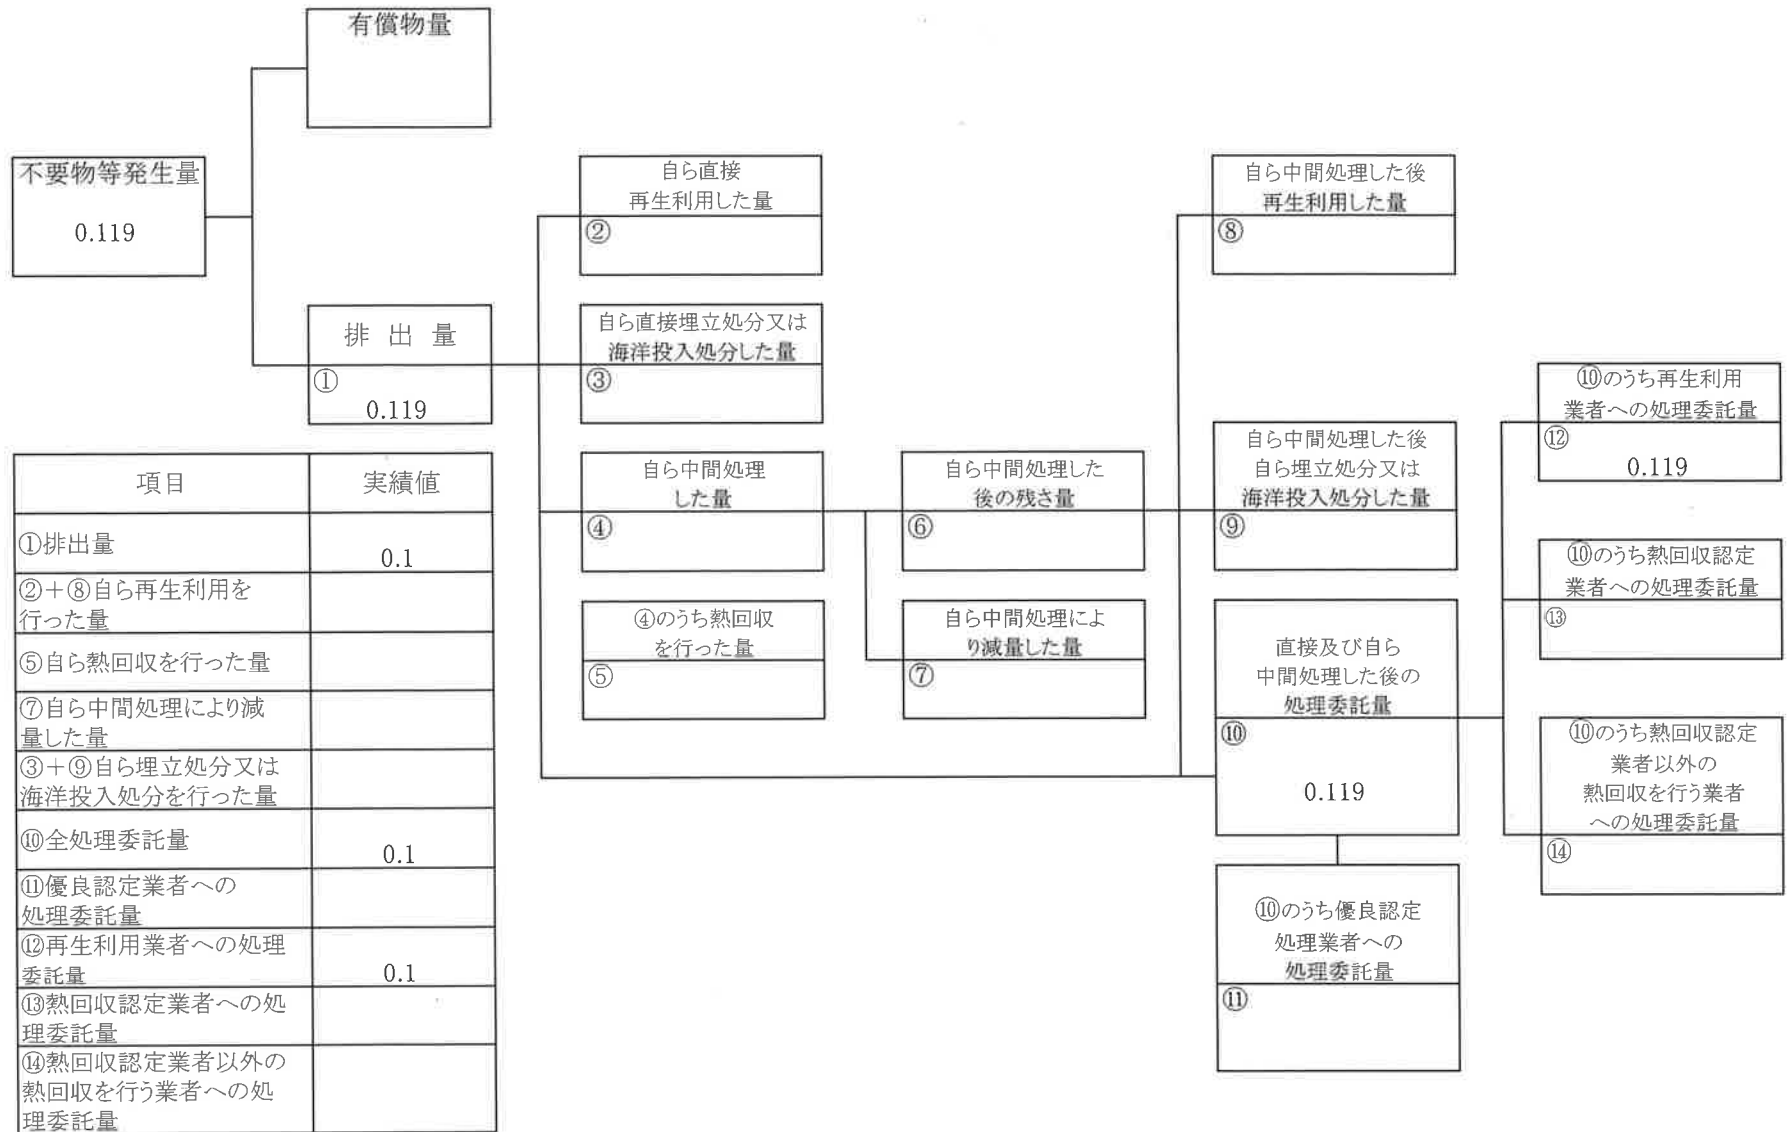 有償物量
不要物等発生量
0.119
排 出 量
①
0.119
自ら直接
再生利用した量
②
自ら直接埋立処分又は
海洋投入処分した量
③
自ら中間処理
した量
④
④のうち熱回収
を行った量
⑤
自ら中間処理した
後の残さ量
⑥
自ら中間処理によ
り減量した量
⑦
自ら中間処理した後
再生利用した量
⑧
自ら中間処理した後
自ら埋立処分又は
海洋投入処分した量
⑨
直接及び自ら
中間処理した後の
処理委託量
⑩
0.119
⑩のうち優良認定
処理業者への
処理委託量
⑪
⑩のうち再生利用
業者への処理委託量
⑫
0.119
⑩のうち熱回収認定
業者への処理委託量
⑬
⑩のうち熱回収認定
業者以外の
熱回収を行う業者
への処理委託量
⑭
項目 実績値
①排出量 0.1
②+⑧自ら再生利用を
行った量
⑤自ら熱回収を行った量
⑦自ら中間処理により減
量した量
③+⑨自ら埋立処分又は
海洋投入処分を行った量
⑩全処理委託量 0.1
⑪優良認定業者への
処理委託量
⑫再生利用業者への処理
委託量 0.1
⑬熱回収認定業者への処
理委託量
⑭熱回収認定業者以外の
熱回収を行う業者への処
理委託量